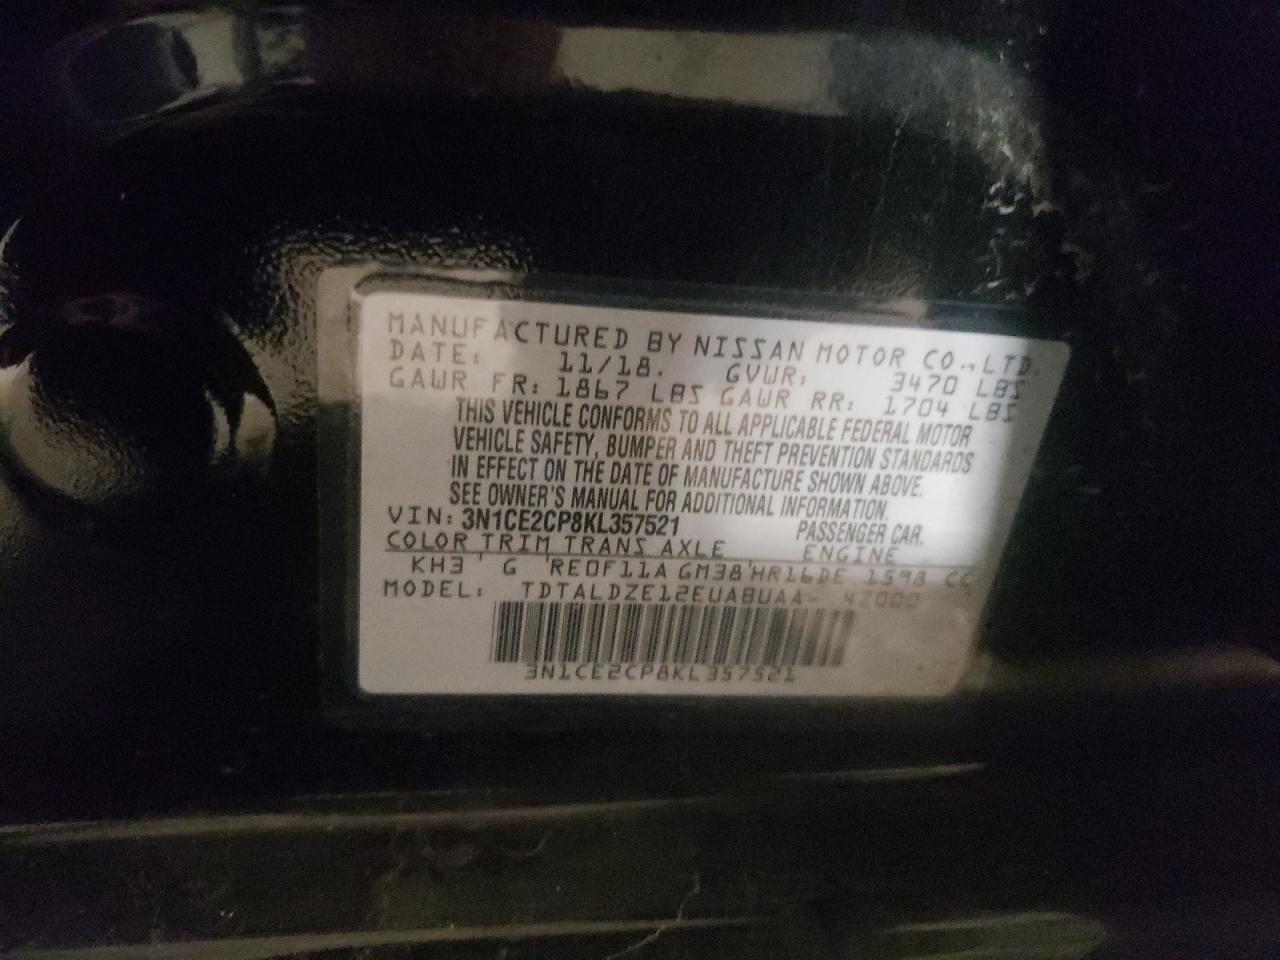 MANUFACTURED BY NISSAN MOTOR CO.,LTD.
DATE: 11/18. GVWR: 3470 LBS
GAWR FR: 1867 LBS GAWR RR: 1704 LBS
THIS VEHICLE CONFORMS TO ALL APPLICABLE FEDERAL MOTOR
VEHICLE SAFETY, BUMPER AND THEFT PREVENTION STANDARDS
IN EFFECT ON THE DATE OF MANUFACTURE SHOWN ABOVE.
SEE OWNER'S MANUAL FOR ADDITIONAL INFORMATION.
VIN: 3N1CE2CP8KL357521 PASSENGER CAR.
COLOR TRIM TRANS AXLE ENGINE
KH3 G RE0F11A GM38 HR16DE 1598 CC
MODEL: TDTALDZE12EUABUAA- 42000
3N1CE2CP8KL357521